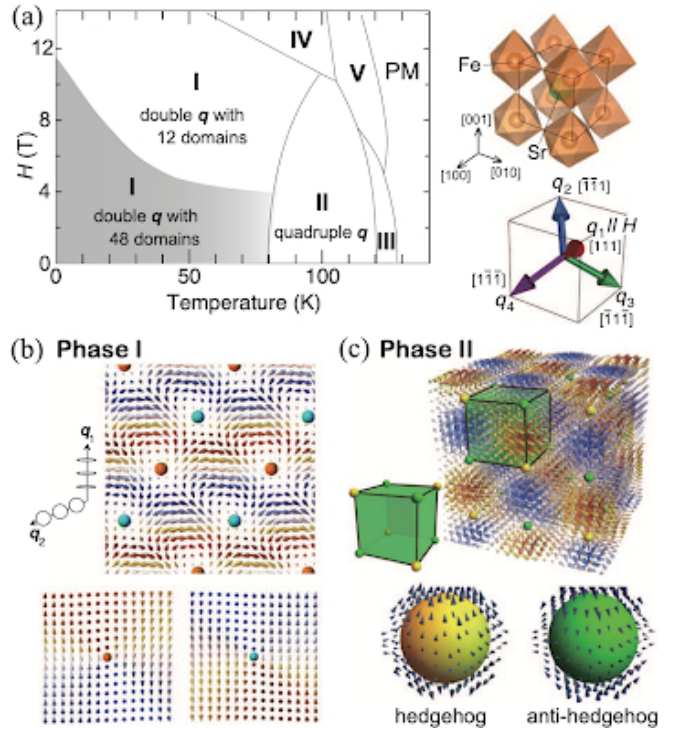 (a)
12
8
4
0
H (T)
IV
V
PM
I
double q with
12 domains
I
double q with
48 domains
II
quadruple q
III
0
50
100
Temperature (K)
Fe
Sr
[001]
[100]
[010]
q2 [1̅1̅1]
q1 // H
[111]
[11̅1̅]
q4
q3
[1̅11̅]
(b) Phase I
q1
q2
(c) Phase II
hedgehog
anti-hedgehog